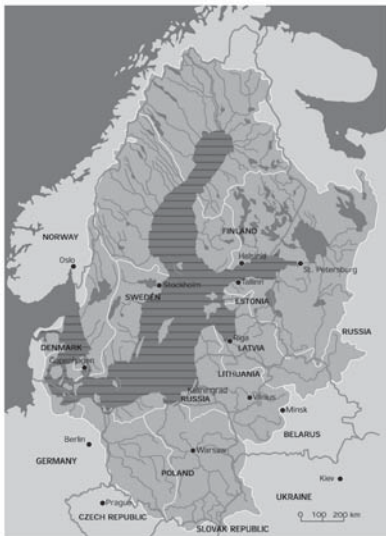 NORWAY
FINLAND
Oslo
Helsinki
St. Petersburg
Stockholm
Tallinn
SWEDEN
ESTONIA
RUSSIA
Riga
DENMARK
LATVIA
Copenhagen
LITHUANIA
Kaliningrad
Vilnius
RUSSIA
Minsk
BELARUS
Berlin
Warsaw
GERMANY
POLAND
Kiev
Prague
UKRAINE
CZECH REPUBLIC
0 100 200 km
SLOVAK REPUBLIC